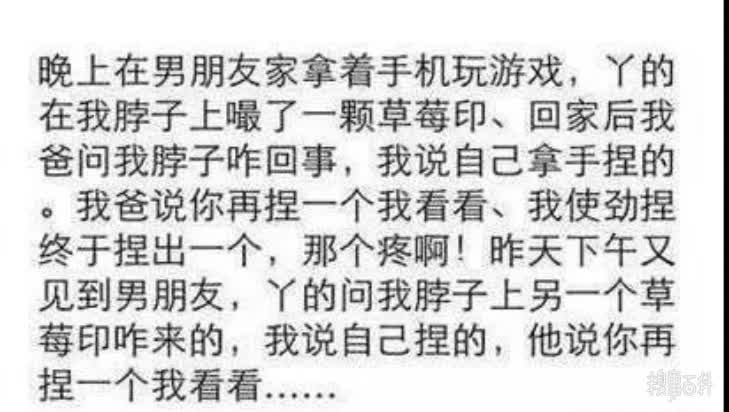 晚上在男朋友家拿着手机玩游戏，丫的
在我脖子上嘬了一颗草莓印、回家后我
爸问我脖子咋回事，我说自己拿手捏的
。我爸说你再捏一个我看看、我使劲捏
终于捏出一个，那个疼啊！昨天下午又
见到男朋友，丫的问我脖子上另一个草
莓印咋来的，我说自己捏的，他说你再
捏一个我看看……